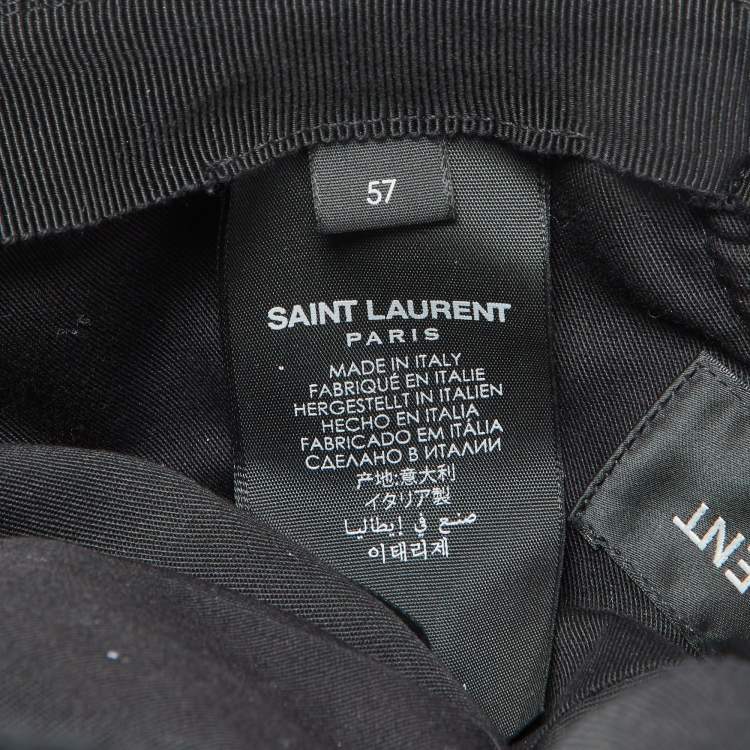 57
SAINT LAURENT
PARIS
MADE IN ITALY
FABRIQUÉ EN ITALIE
HERGESTELLT IN ITALIEN
HECHO EN ITALIA
FABRICADO EM ITÁLIA
СДЕЛАНО В ИТАЛИИ
产地:意大利
イタリア製
صنع في إيطاليا
이태리제